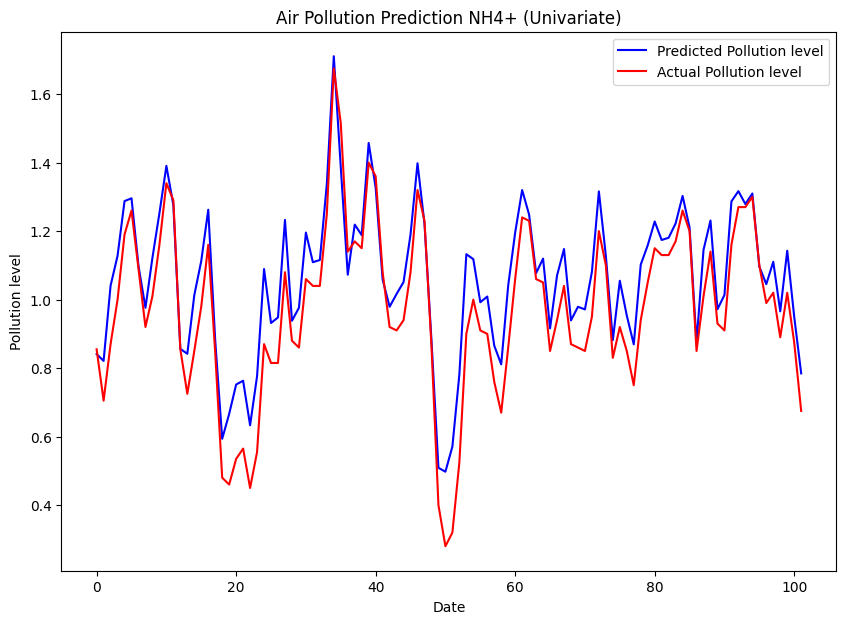 Air Pollution Prediction NH4+ (Univariate)
Predicted Pollution level
Actual Pollution level
Pollution level
1.6
1.4
1.2
1.0
0.8
0.6
0.4
0 20 40 60 80 100
Date